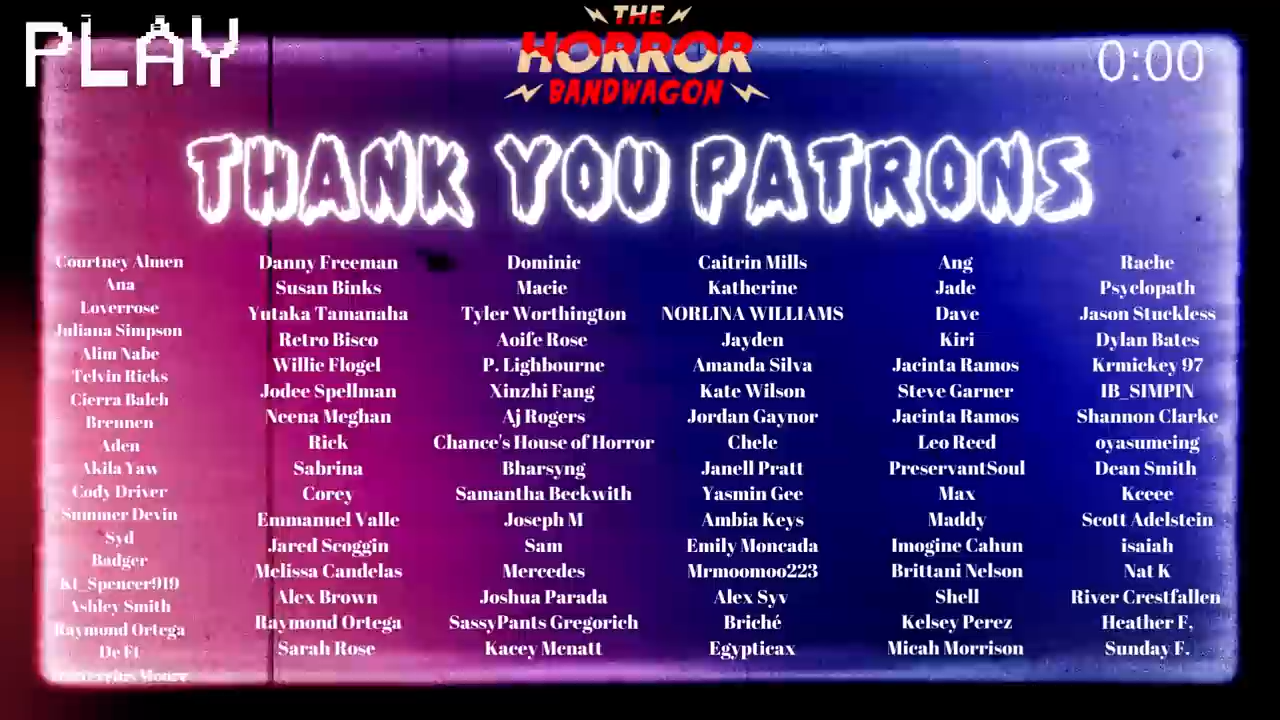 PLAY
THE
HORROR
BANDWAGON
0:00
THANK YOU PATRONS
Courtney Almen
Ana
Loverrose
Juliana Simpson
Alim Nabe
Telvin Ricks
Cierra Balch
Brennen
Aden
Akila Yaw
Cody Driver
Summer Devin
Syd
Badger
Kt_Spencer919
Ashley Smith
Raymond Ortega
De Ft
Moore
Danny Freeman
Susan Binks
Yutaka Tamanaha
Retro Bisco
Willie Flogel
Jodee Spellman
Neena Meghan
Rick
Sabrina
Corey
Emmanuel Valle
Jared Scoggin
Melissa Candelas
Alex Brown
Raymond Ortega
Sarah Rose
Dominic
Macie
Tyler Worthington
Aoife Rose
P. Lighbourne
Xinzhi Fang
Aj Rogers
Chance's House of Horror
Bharsyng
Samantha Beckwith
Joseph M
Sam
Mercedes
Joshua Parada
SassyPants Gregorich
Kacey Mcnatt
Caitrin Mills
Katherine
NORLINA WILLIAMS
Jayden
Amanda Silva
Kate Wilson
Jordan Gaynor
Chele
Janell Pratt
Yasmin Gee
Ambia Keys
Emily Moncada
Mrmoomoo223
Alex Syv
Briché
Egypticax
Ang
Jade
Dave
Kiri
Jacinta Ramos
Steve Garner
Jacinta Ramos
Leo Reed
PreservantSoul
Max
Maddy
Imogine Cahun
Brittani Nelson
Shell
Kelsey Perez
Micah Morrison
Rache
Psyclopath
Jason Stuckless
Dylan Bates
Krmickey 97
IB_SIMPIN
Shannon Clarke
oyasumeing
Dean Smith
Kceee
Scott Adelstein
isaiah
Nat K
River Crestfallen
Heather F,
Sunday F.